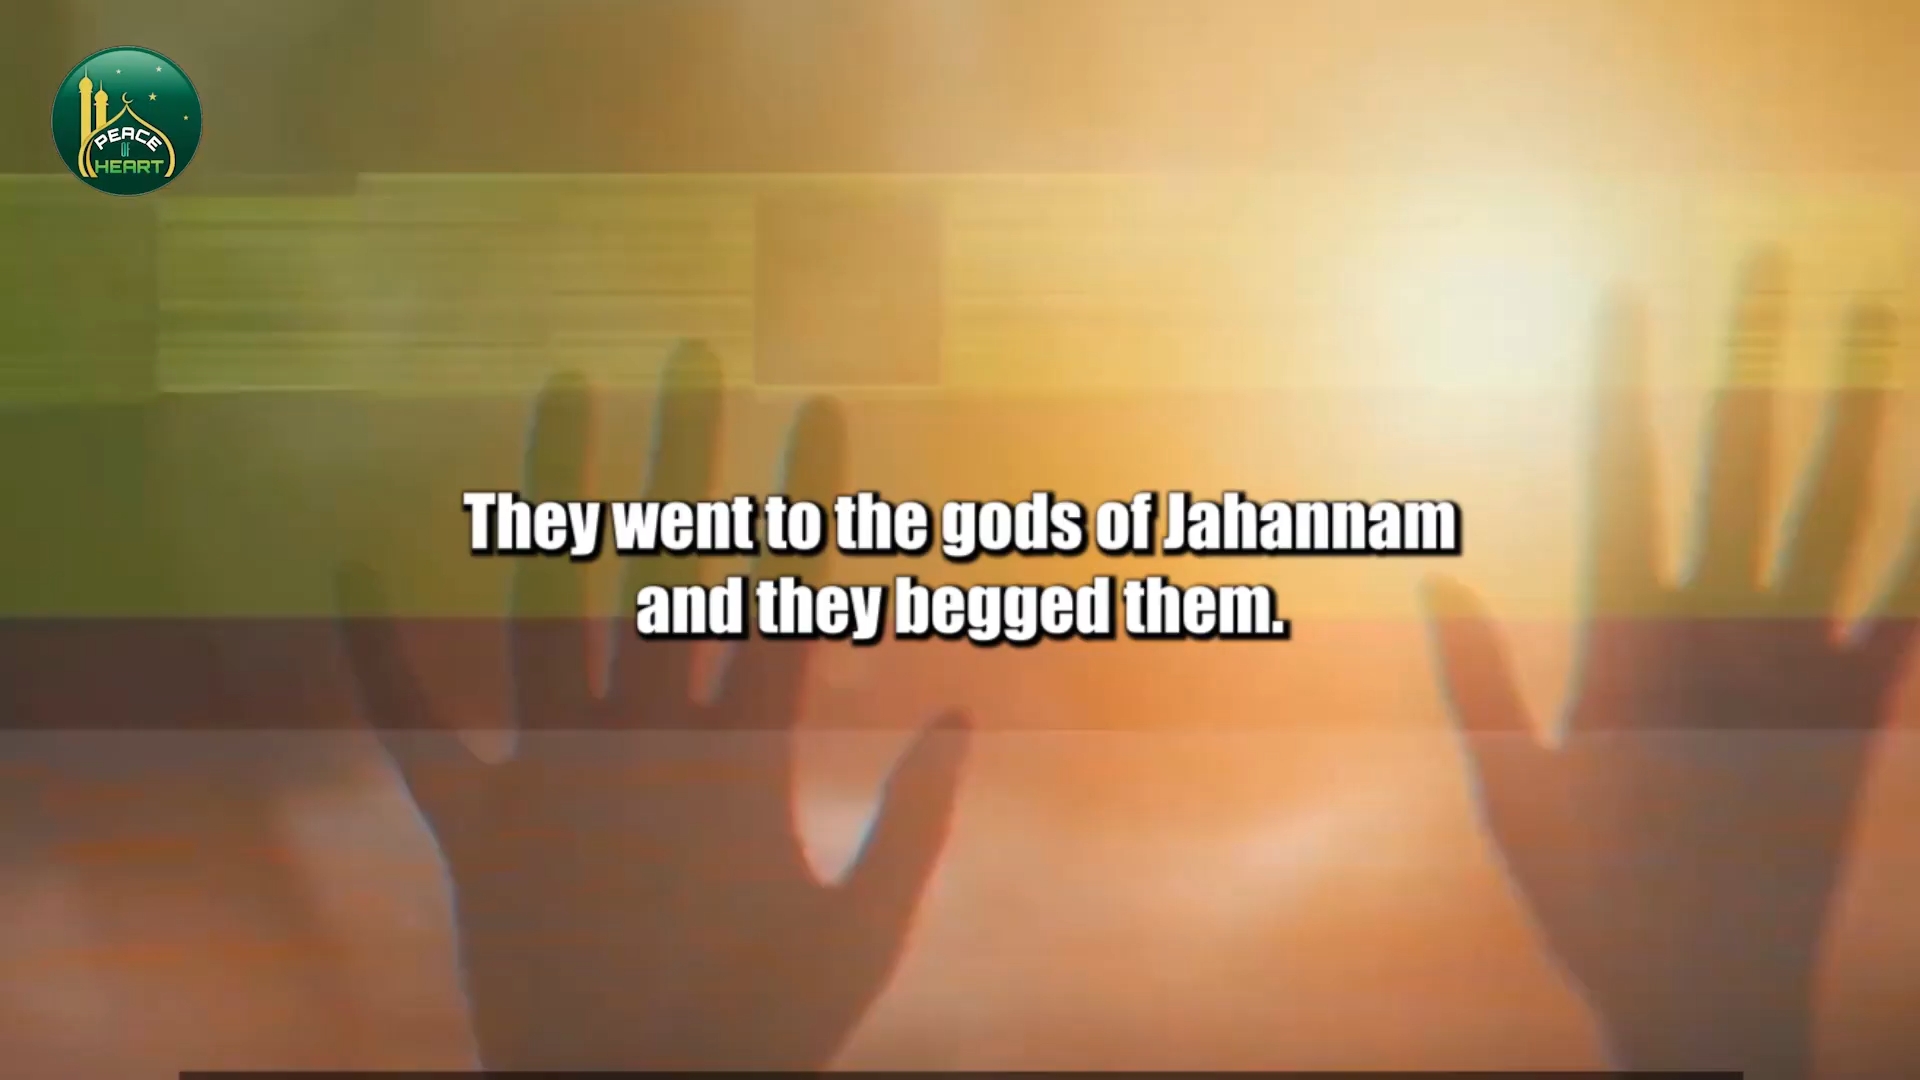 PEACE
OF
HEART
They went to the gods of Jahannam
and they begged them.